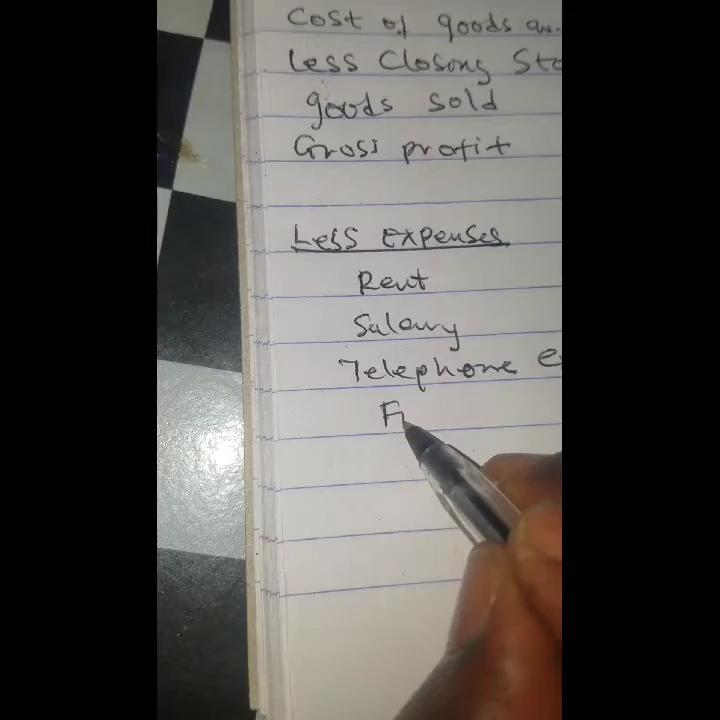 Cost of goods
Less Closing
goods sold
Gross profit
Less Expenses
Rent
Salary
Telephone